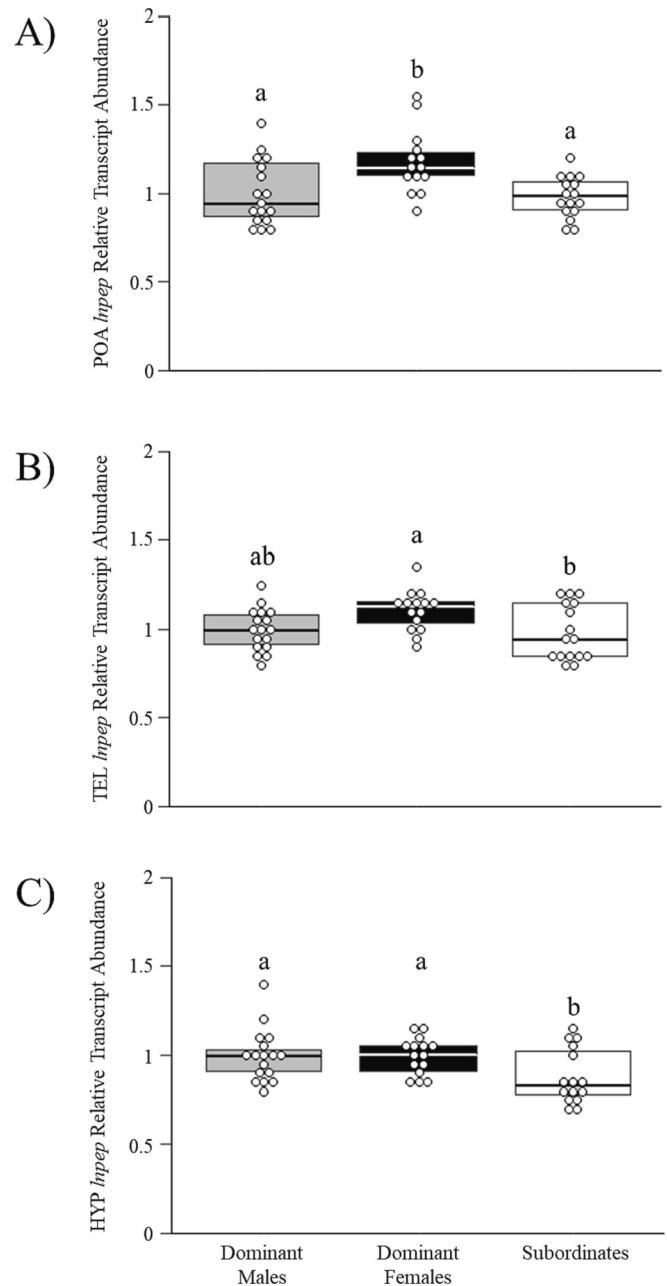 A)
POA lnpep Relative Transcript Abundance
2
1.5
1
0.5
0
a
b
a
B)
TEL lnpep Relative Transcript Abundance
2
1.5
1
0.5
0
ab
a
b
C)
HYP lnpep Relative Transcript Abundance
2
1.5
1
0.5
0
a
a
b
Dominant
Males
Dominant
Females
Subordinates